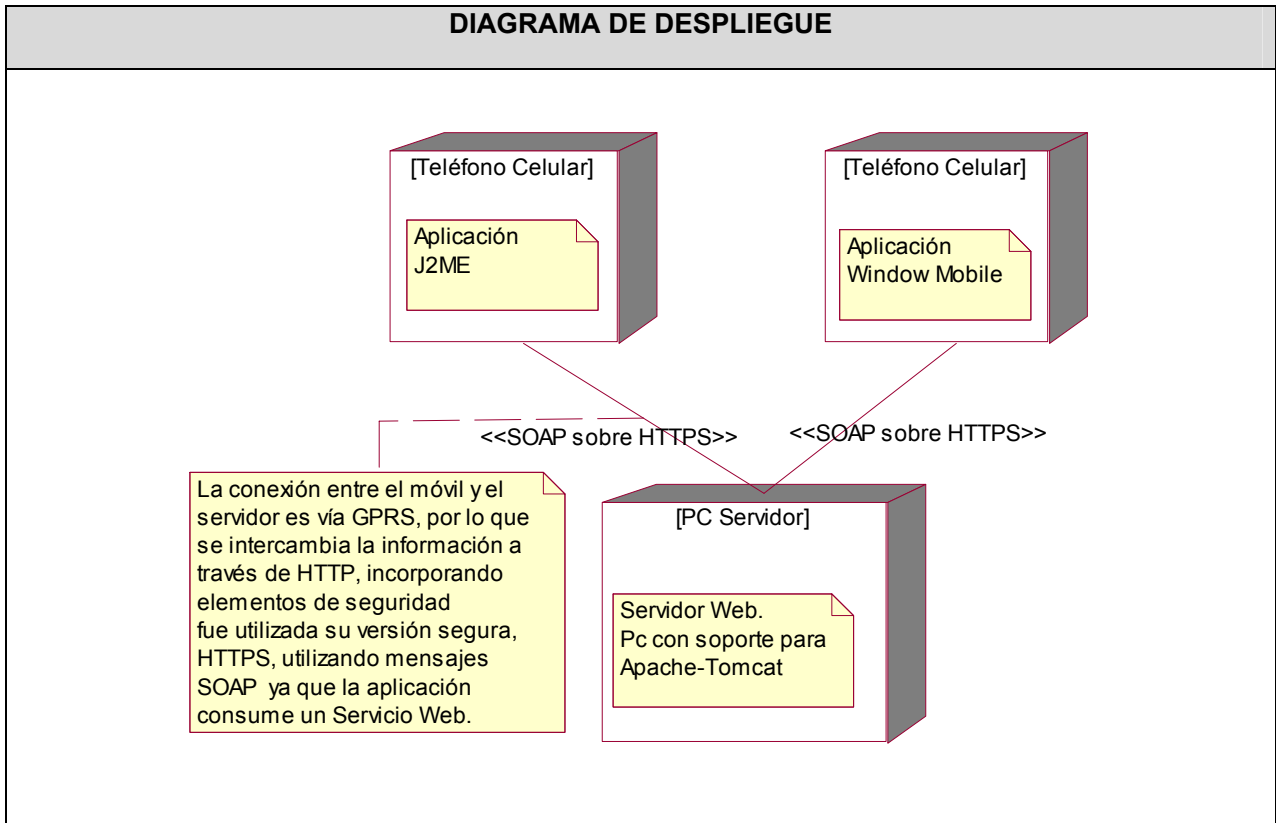 DIAGRAMA DE DESPLIEGUE
[Teléfono Celular]
Aplicación
J2ME
[Teléfono Celular]
Aplicación
Window Mobile
<<SOAP sobre HTTPS>>
<<SOAP sobre HTTPS>>
La conexión entre el móvil y el
servidor es vía GPRS, por lo que
se intercambia la información a
través de HTTP, incorporando
elementos de seguridad
fue utilizada su versión segura,
HTTPS, utilizando mensajes
SOAP ya que la aplicación
consume un Servicio Web.
[PC Servidor]
Servidor Web.
Pc con soporte para
Apache-Tomcat